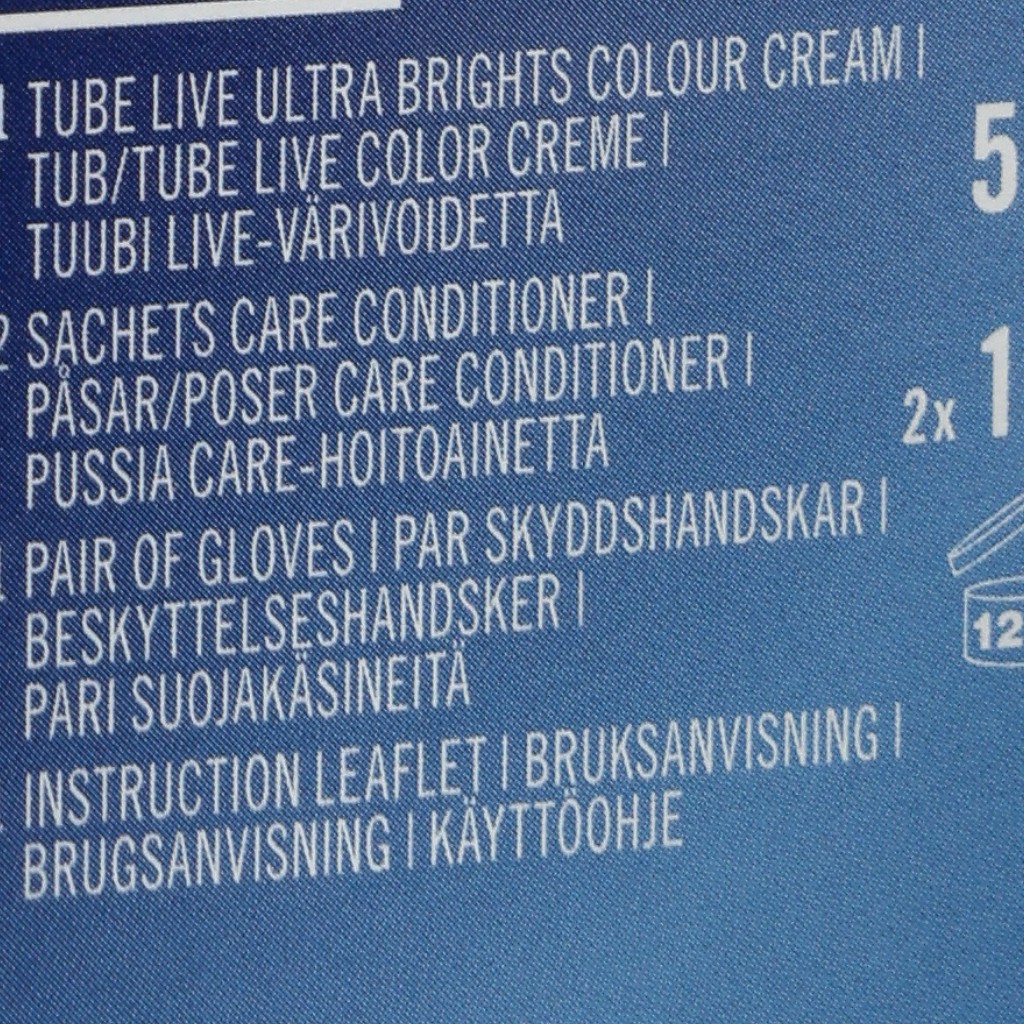 1 TUBE LIVE ULTRA BRIGHTS COLOUR CREAM |
TUB/TUBE LIVE COLOR CREME |
TUUBI LIVE-VÄRIVOIDETTA
5
2 SACHETS CARE CONDITIONER |
PÅSAR/POSER CARE CONDITIONER |
PUSSIA CARE-HOITOAINETTA
2x 1
PAIR OF GLOVES | PAR SKYDDSHANDSKAR |
BESKYTTELSESHANDSKER |
PARI SUOJAKÄSINEITÄ
12
INSTRUCTION LEAFLET | BRUKSANVISNING |
BRUGSANVISNING | KÄYTTÖOHJE